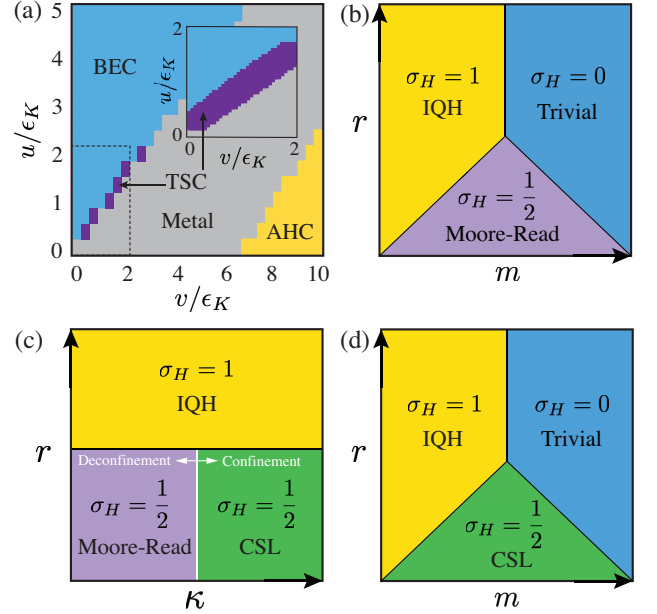 (a)
5
4
3
2
1
0
u/ϵ_K
BEC
2
0
u/ϵ_K
0
v/ϵ_K
2
TSC
Metal
AHC
0
2
4
6
8
10
v/ϵ_K
(b)
r
σ_H = 1
IQH
σ_H = 0
Trivial
σ_H = 1/2
Moore-Read
m
(c)
r
σ_H = 1
IQH
Deconfinement
Confinement
σ_H = 1/2
Moore-Read
σ_H = 1/2
CSL
κ
(d)
r
σ_H = 1
IQH
σ_H = 0
Trivial
σ_H = 1/2
CSL
m